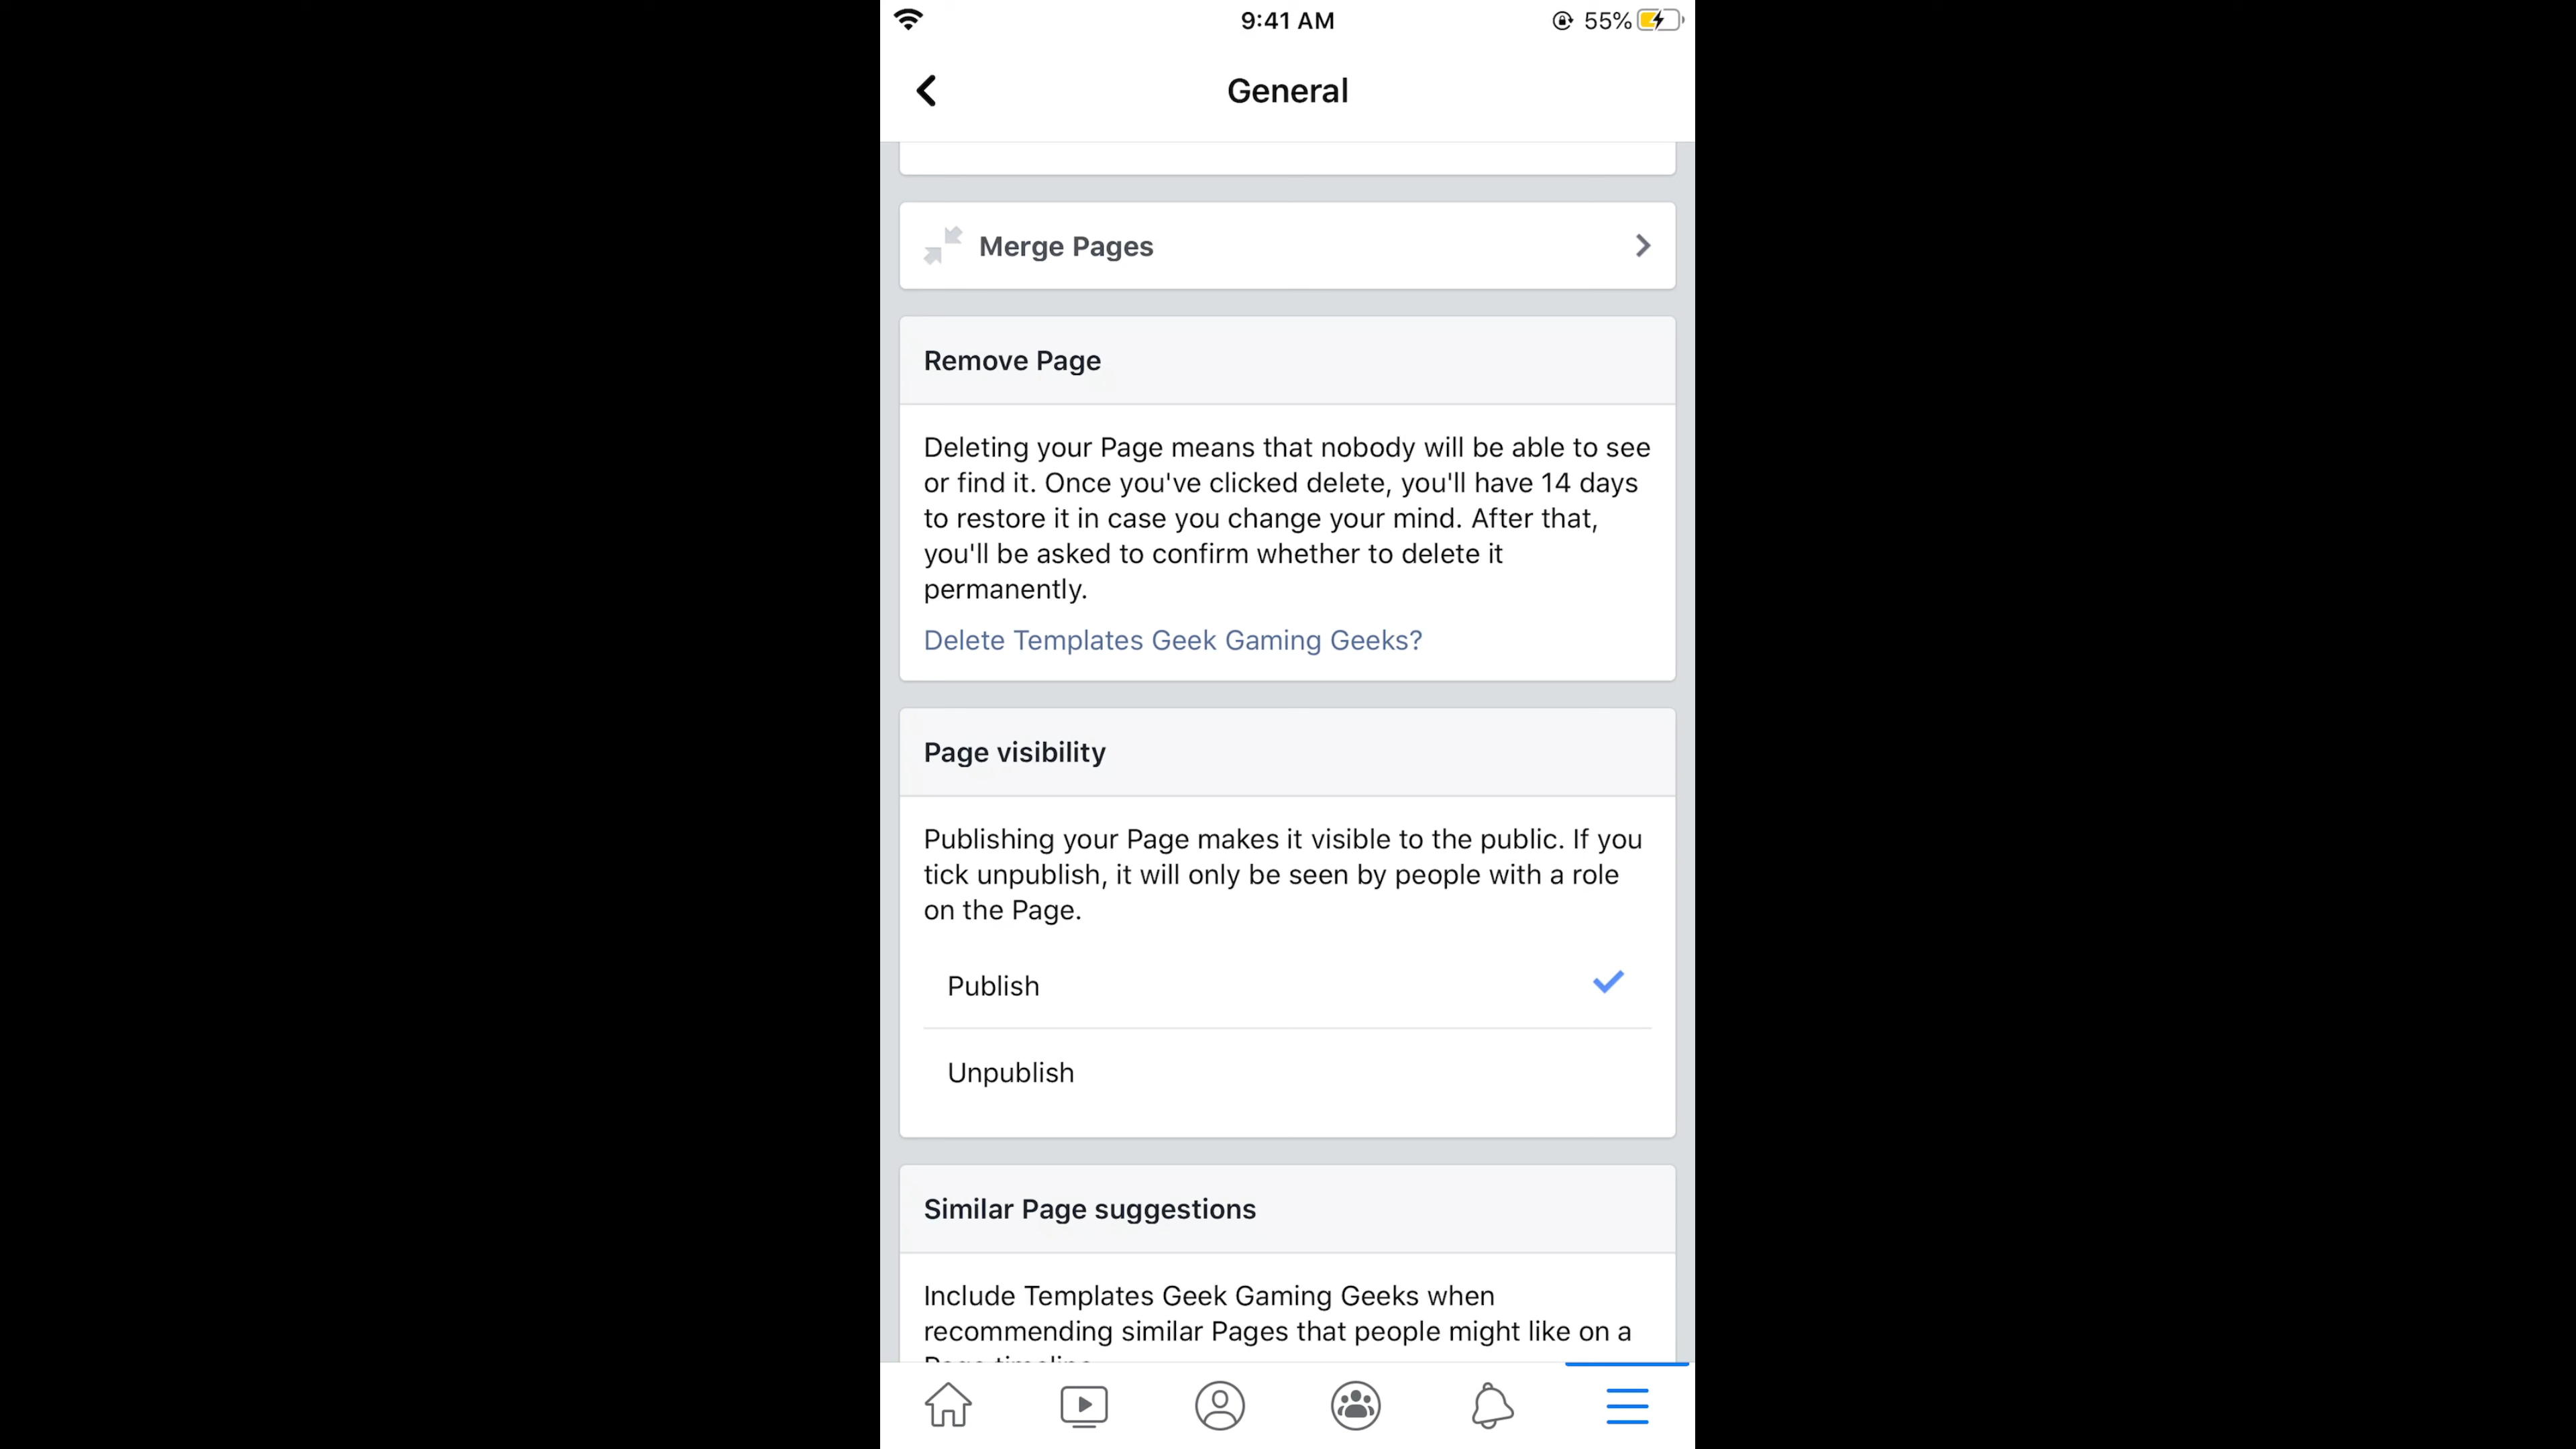 9:41 AM
55%
General
Merge Pages
Remove Page
Deleting your Page means that nobody will be able to see
or find it. Once you've clicked delete, you'll have 14 days
to restore it in case you change your mind. After that,
you'll be asked to confirm whether to delete it
permanently.
Delete Templates Geek Gaming Geeks?
Page visibility
Publishing your Page makes it visible to the public. If you
tick unpublish, it will only be seen by people with a role
on the Page.
Publish
Unpublish
Similar Page suggestions
Include Templates Geek Gaming Geeks when
recommending similar Pages that people might like on a
Page timeline